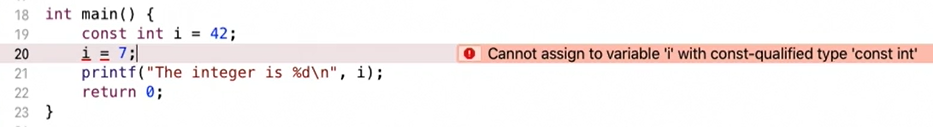 18 int main() {
19     const int i = 42;
20     i = 7; Cannot assign to variable 'i' with const-qualified type 'const int'
21     printf("The integer is %d\n", i);
22     return 0;
23 }